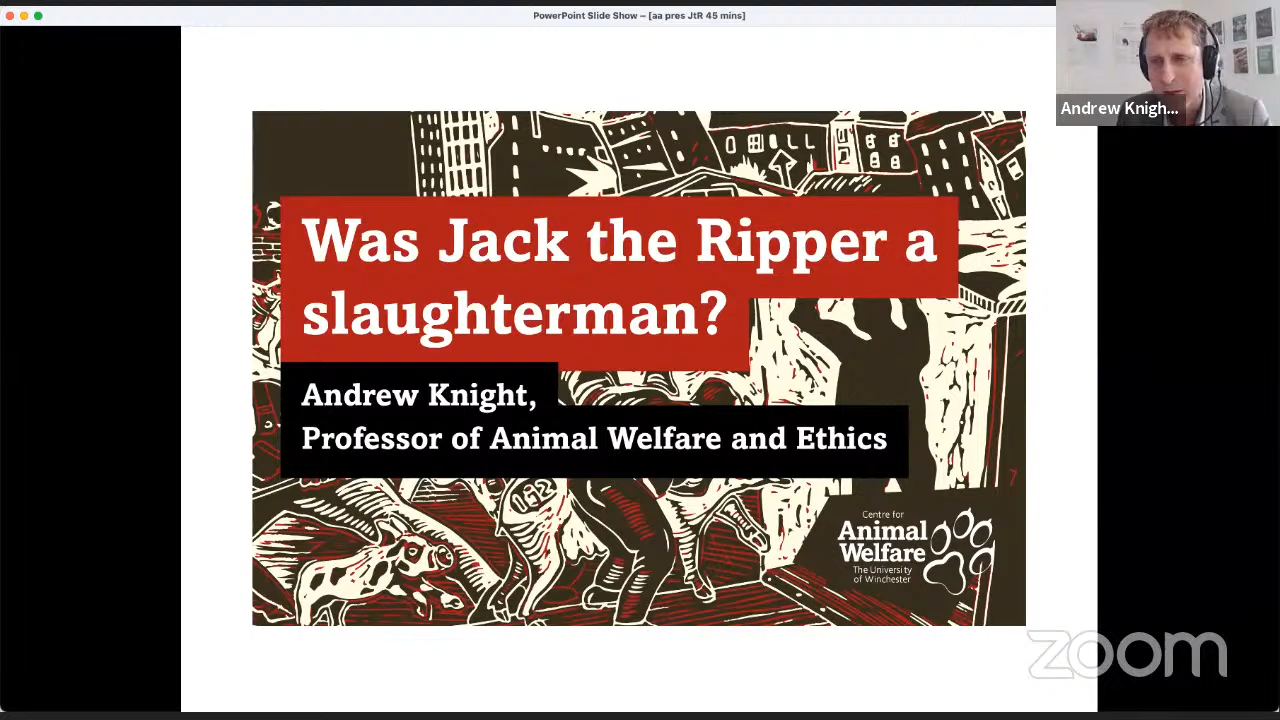 PowerPoint Slide Show – [aa pres JtR 45 mins]
Andrew Knigh...
Was Jack the Ripper a
slaughterman?
Andrew Knight,
Professor of Animal Welfare and Ethics
Centre for
Animal
Welfare
The University
of Winchester
zoom